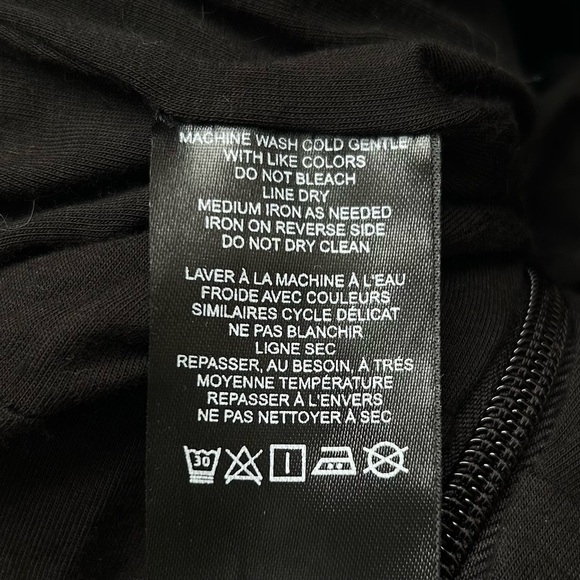 MACHINE WASH COLD GENTLE
WITH LIKE COLORS
DO NOT BLEACH
LINE DRY
MEDIUM IRON AS NEEDED
IRON ON REVERSE SIDE
DO NOT DRY CLEAN
LAVER À LA MACHINE À L'EAU
FROIDE AVEC COULEURS
SIMILAIRES CYCLE DÉLICAT
NE PAS BLANCHIR
LIGNE SEC
REPASSER, AU BESOIN, À TRÉS
MOYENNE TEMPÉRATURE
REPASSER À L'ENVERS
NE PAS NETTOYER À SEC
30